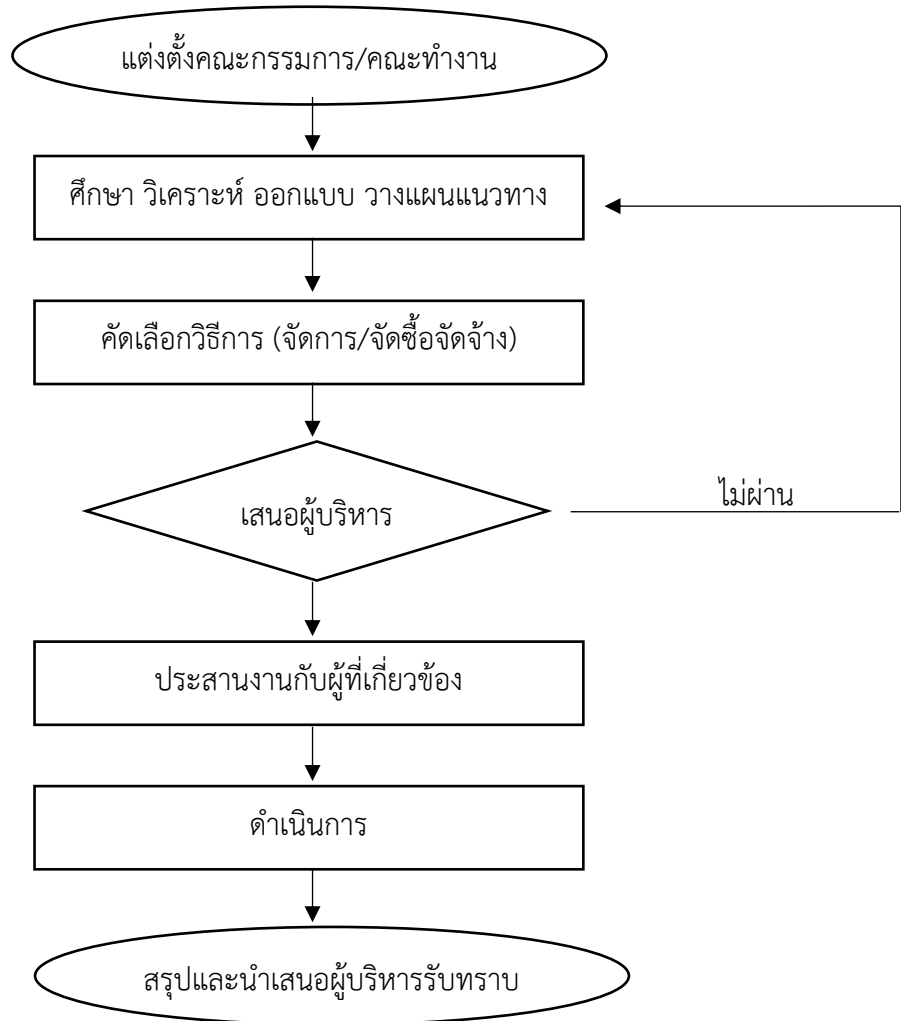 แต่งตั้งคณะกรรมการ/คณะทำงาน
ศึกษา วิเคราะห์ ออกแบบ วางแผนแนวทาง
คัดเลือกวิธีการ (จัดการ/จัดซื้อจัดจ้าง)
เสนอผู้บริหาร
ไม่ผ่าน
ประสานงานกับผู้ที่เกี่ยวข้อง
ดำเนินการ
สรุปและนำเสนอผู้บริหารรับทราบ